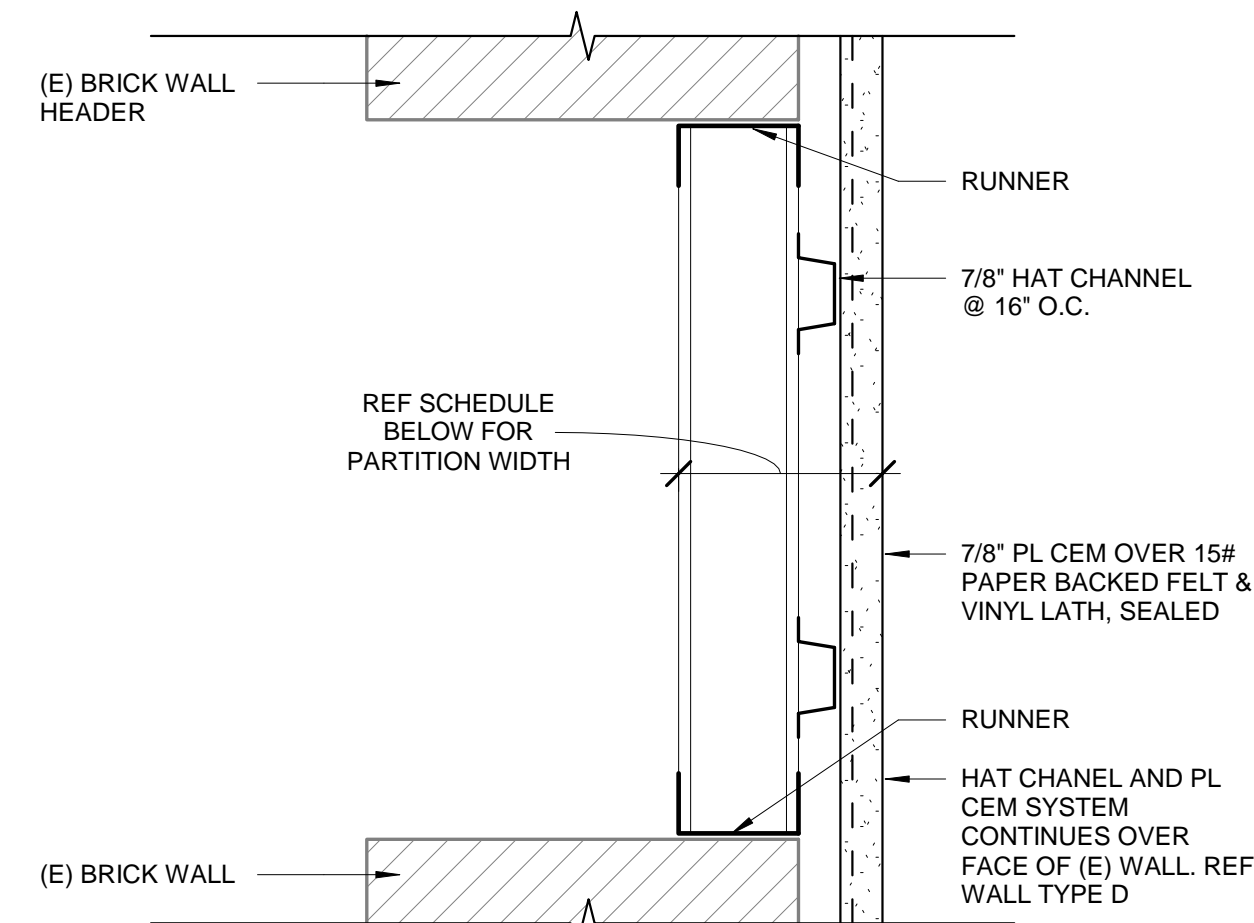 (E) BRICK WALL
HEADER
RUNNER
7/8" HAT CHANNEL
@ 16" O.C.
REF SCHEDULE
BELOW FOR
PARTITION WIDTH
7/8" PL CEM OVER 15#
PAPER BACKED FELT &
VINYL LATH, SEALED
RUNNER
HAT CHANEL AND PL
CEM SYSTEM
CONTINUES OVER
FACE OF (E) WALL. REF
WALL TYPE D
(E) BRICK WALL